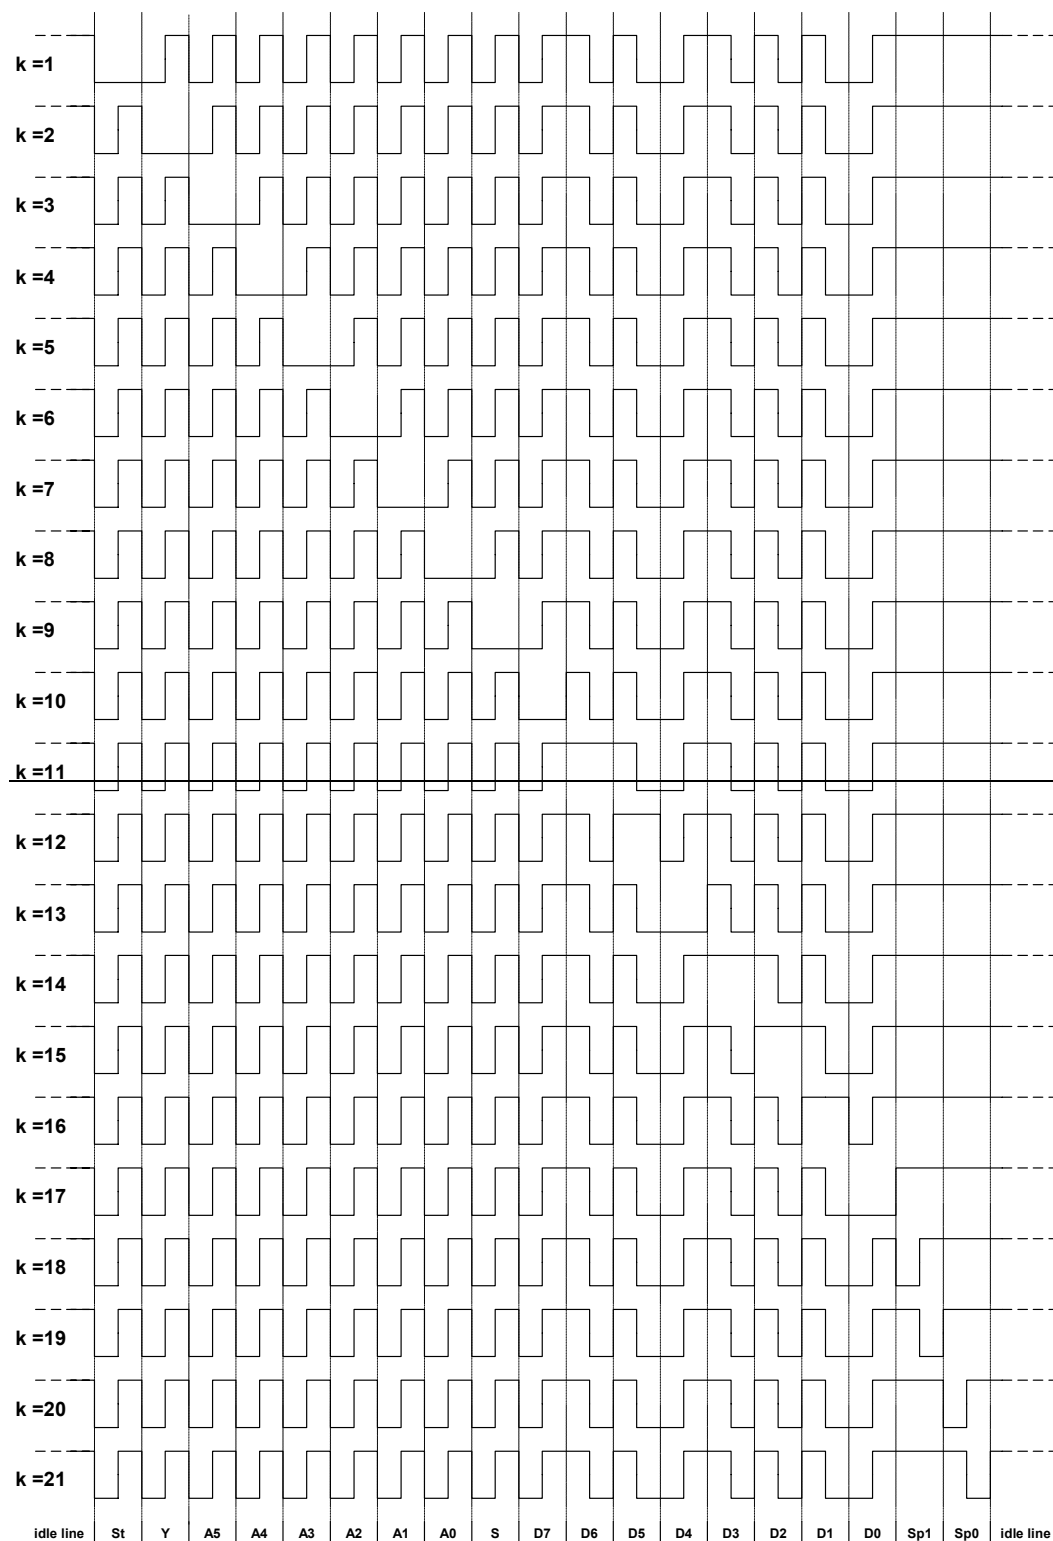 k =1
k =2
k =3
k =4
k =5
k =6
k =7
k =8
k =9
k =10
k =11
k =12
k =13
k =14
k =15
k =16
k =17
k =18
k =19
k =20
k =21
idle line St Y A5 A4 A3 A2 A1 A0 S D7 D6 D5 D4 D3 D2 D1 D0 Sp1 Sp0 idle line